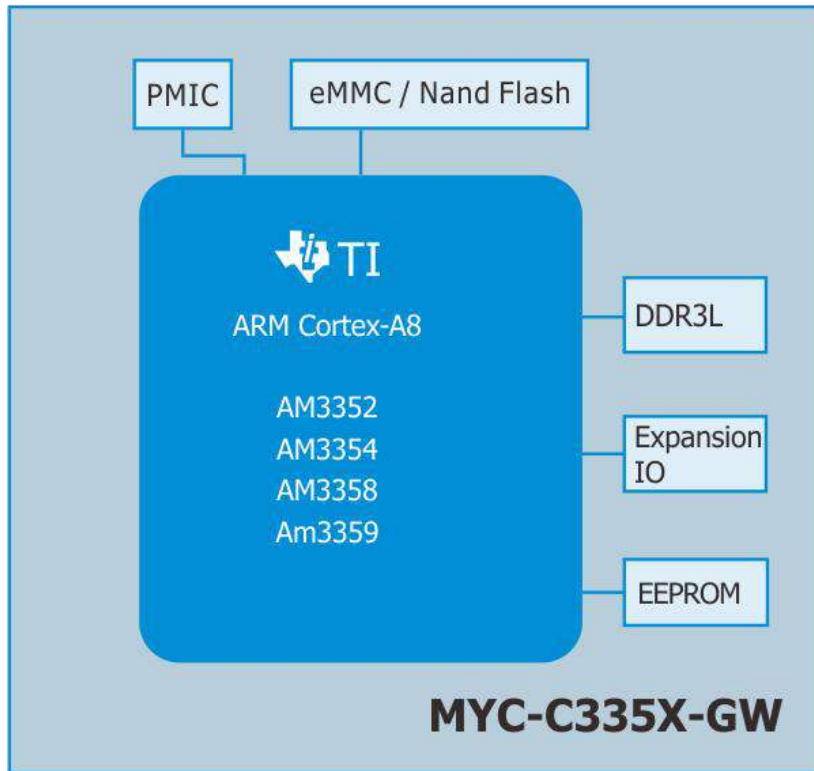 PMIC
eMMC / Nand Flash
TI
ARM Cortex-A8
AM3352
AM3354
AM3358
Am3359
DDR3L
Expansion
IO
EEPROM
MYC-C335X-GW